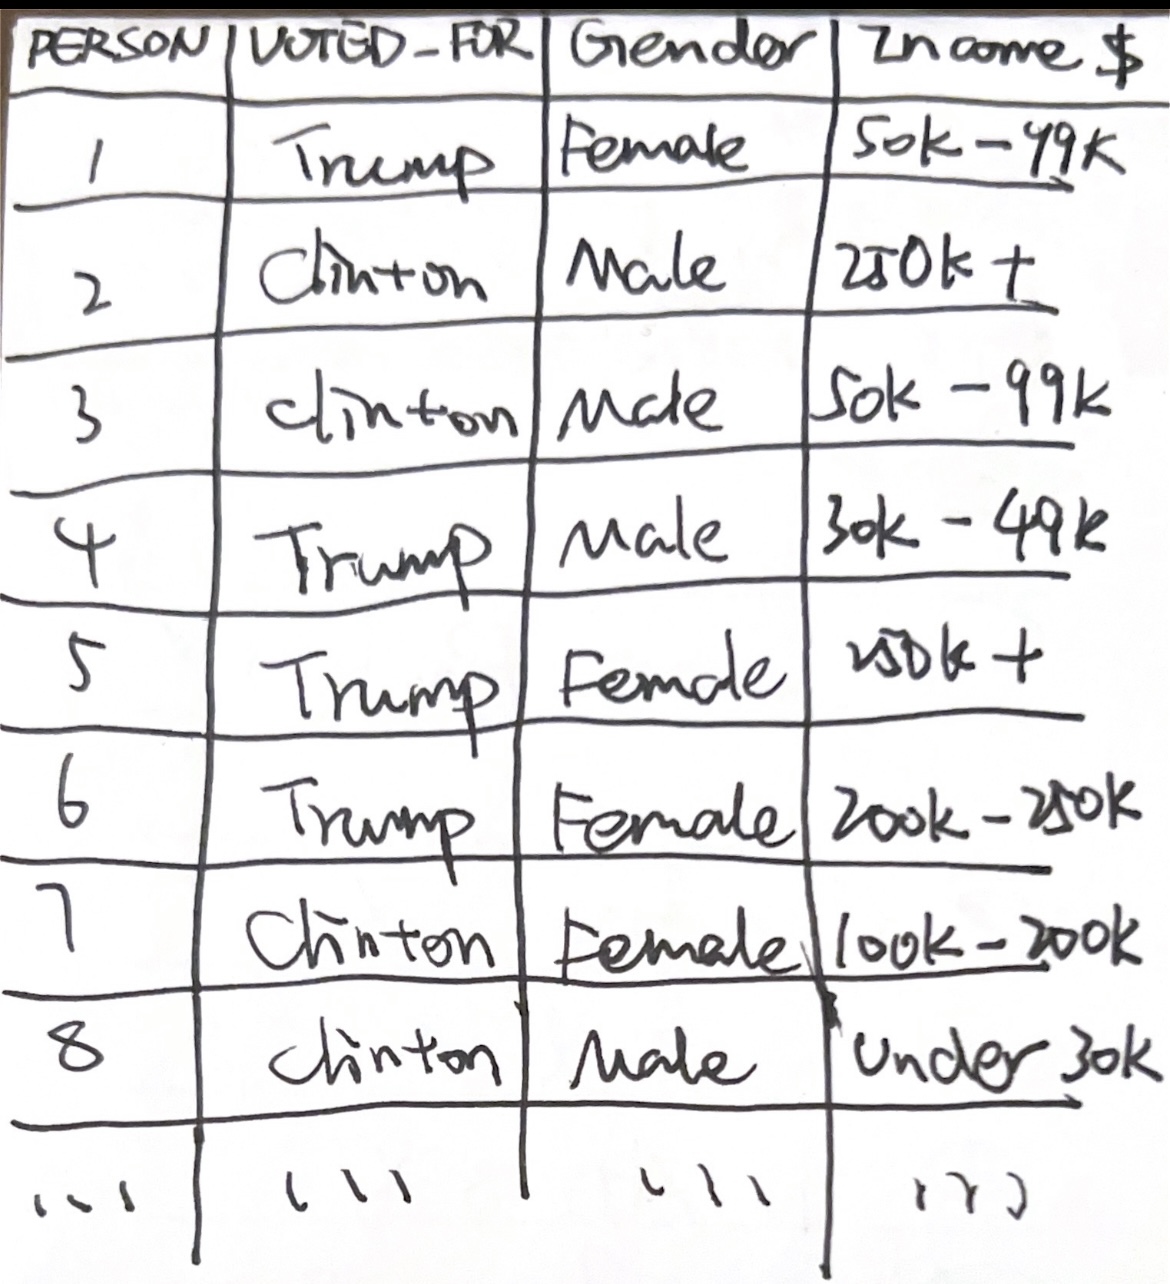 PERSON VOTED-FOR Gender Income $
1 Trump Female 50k-99k
2 Clinton Male 250k+
3 Clinton Male 50k-99k
4 Trump Male 30k-49k
5 Trump Female 250k+
6 Trump Female 200k-250k
7 Clinton Female 100k-200k
8 Clinton Male Under 30k
... ... ... ...